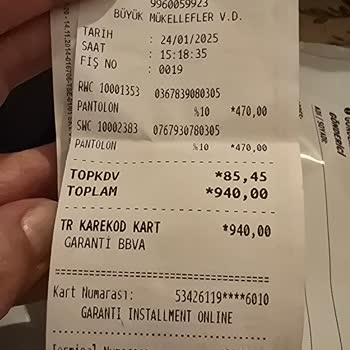 9960059923
BÜYÜK MÜKELLEFLER V.D.
TARİH : 24/01/2025
SAAT : 15:18:35
FİŞ NO : 0019
RWC 10001353 0367839080305
PANTOLON %10 *470,00
SWC 10002383 0767930780305
PANTOLON %10 *470,00
TOPKDV *85,45
TOPLAM *940,00
TR KAREKOD KART *940,00
GARANTİ BBVA
Kart Numarası: 53426119****6010
GARANTI INSTALLMENT ONLINE